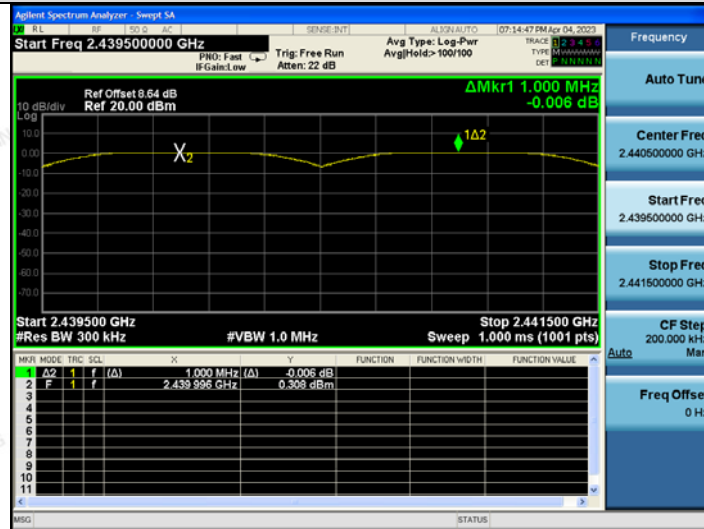 Agilent Spectrum Analyzer - Swept SA
RL RF 50 Ω AC SENSE:INT ALIGN AUTO 07:14:47 PM Apr 04, 2023
Start Freq 2.439500000 GHz
PNO: Fast
IFGain:Low
Trig: Free Run
Atten: 22 dB
Avg Type: Log-Pwr
Avg|Hold:>100/100
TRACE 1 2 3 4 5 6
TYPE M
DET P N N N N N
Ref Offset 8.64 dB
10 dB/div Ref 20.00 dBm
ΔMkr1 1.000 MHz
-0.006 dB
Log
10.0
0.00
-10.0
-20.0
-30.0
-40.0
-50.0
-60.0
-70.0
X2
1Δ2
Start 2.439500 GHz Stop 2.441500 GHz
#Res BW 300 kHz #VBW 1.0 MHz Sweep 1.000 ms (1001 pts)
MKR MODE TRC SCL X Y FUNCTION FUNCTION WIDTH FUNCTION VALUE
1 Δ2 1 f (Δ) 1.000 MHz (Δ) -0.006 dB
2 F 1 f 2.439 996 GHz 0.308 dBm
3
4
5
6
7
8
9
10
11
MSG STATUS
Frequency
Auto Tune
Center Freq
2.440500000 GHz
Start Freq
2.439500000 GHz
Stop Freq
2.441500000 GHz
CF Step
200.000 kHz
Auto Man
Freq Offset
0 Hz